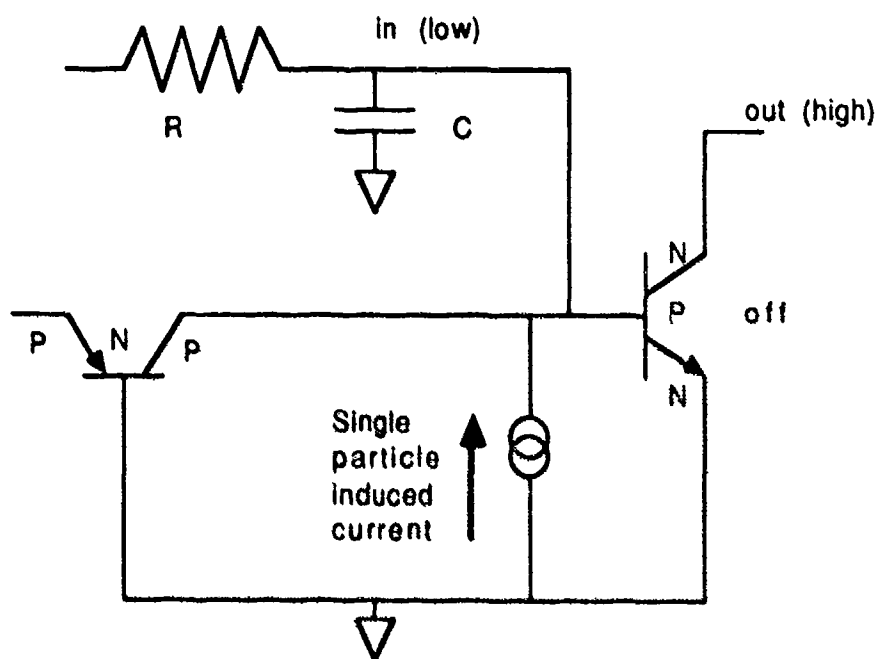 in (low)
R
C
out (high)
N
P
off
N
P
N
P
Single
particle
induced
current